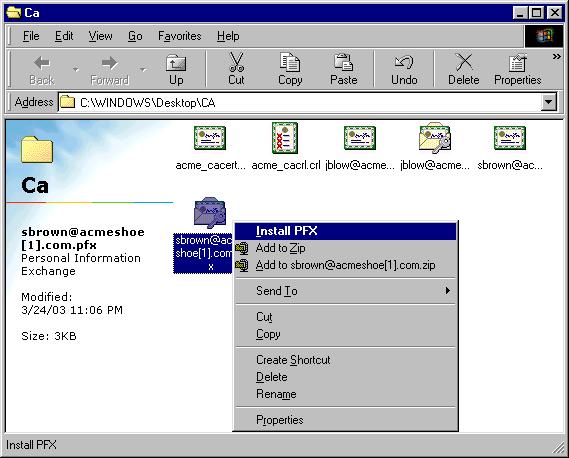 Ca
File Edit View Go Favorites Help
Back Forward Up Cut Copy Paste Undo Delete Properties »
Address C:\WINDOWS\Desktop\CA
Ca
sbrown@acmeshoe
[1].com.pfx
Personal Information
Exchange
Modified:
3/24/03 11:06 PM
Size: 3KB
acme_cacert... acme_cacrl.crl jblow@acme... jblow@acme... sbrown@ac...
sbrown@ac
shoe[1].com
x
Install PFX
Add to Zip
Add to sbrown@acmeshoe[1].com.zip
Send To
Cut
Copy
Create Shortcut
Delete
Rename
Properties
Install PFX